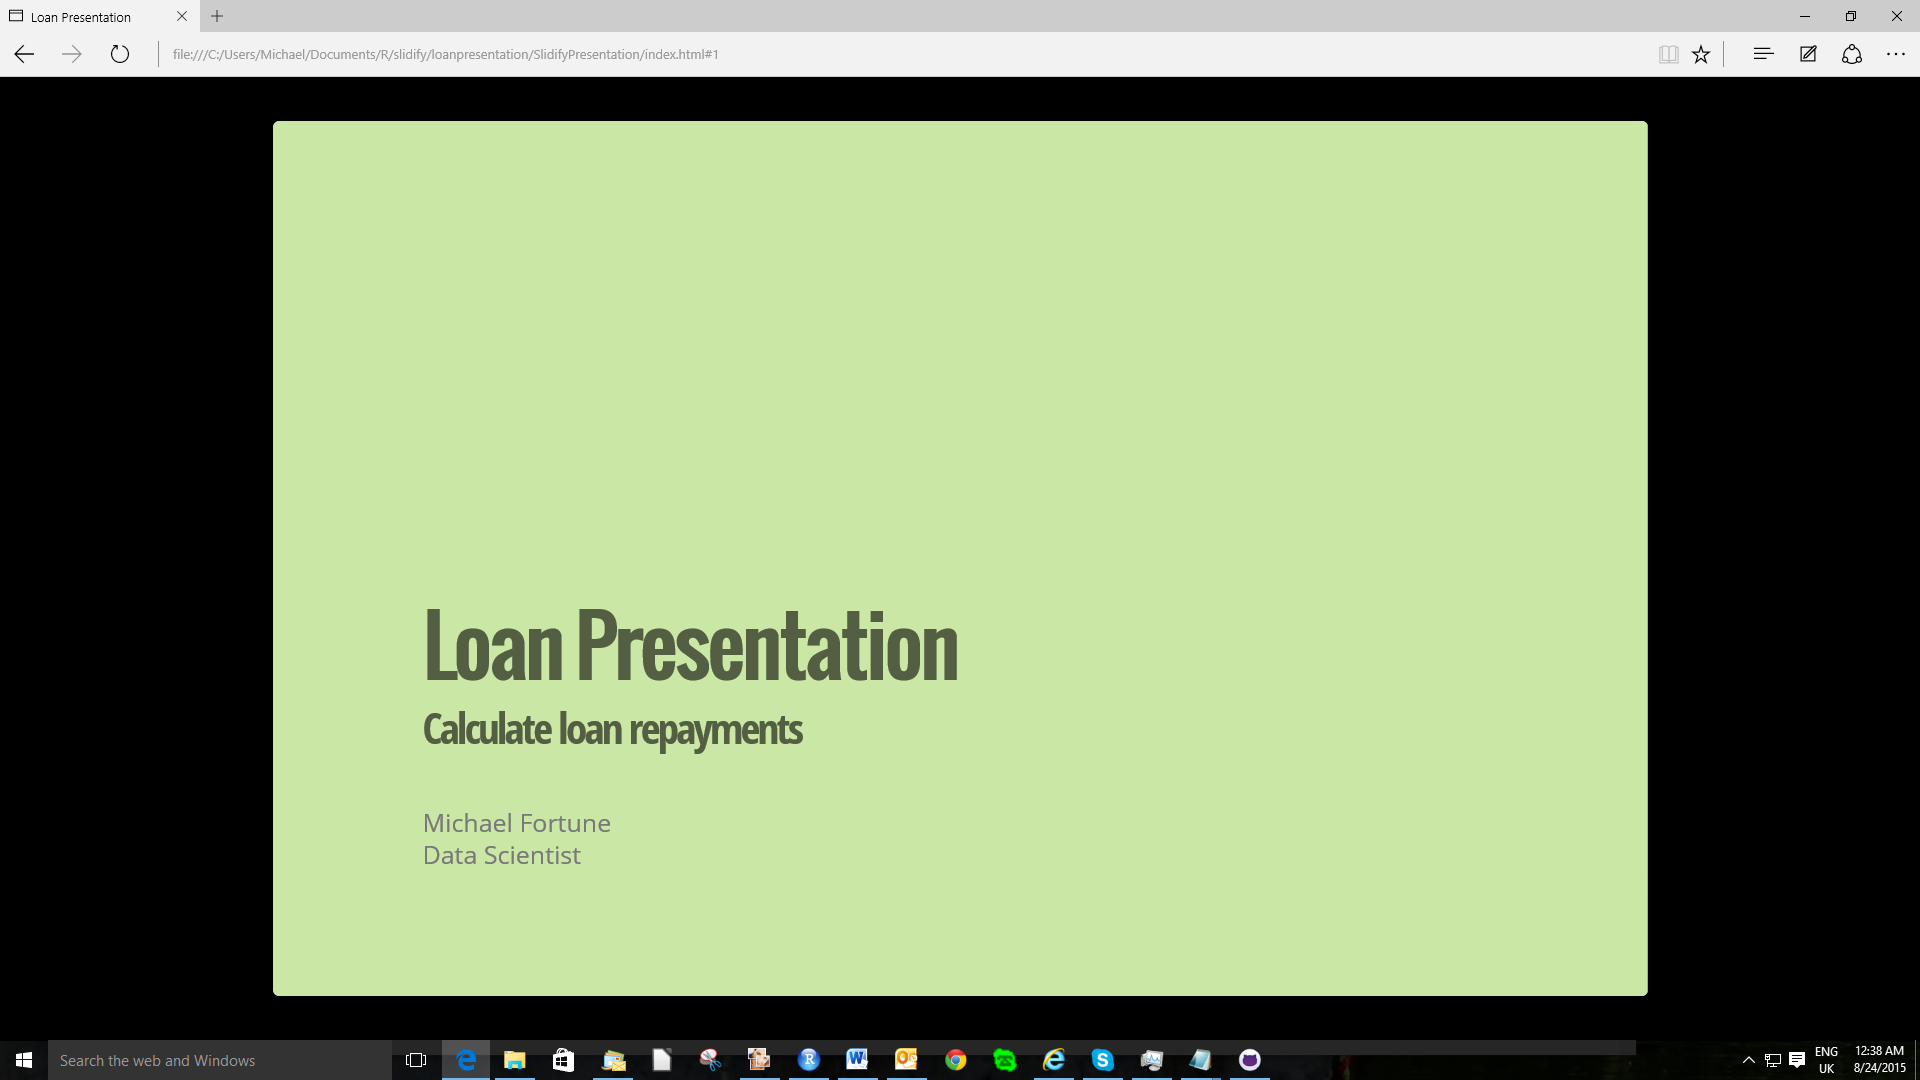 Loan Presentation
file:///C:/Users/Michael/Documents/R/slidify/loanpresentation/SlidifyPresentation/index.html#1
Loan Presentation
Calculate loan repayments
Michael Fortune
Data Scientist
Search the web and Windows
ENG
UK
12:38 AM
8/24/2015